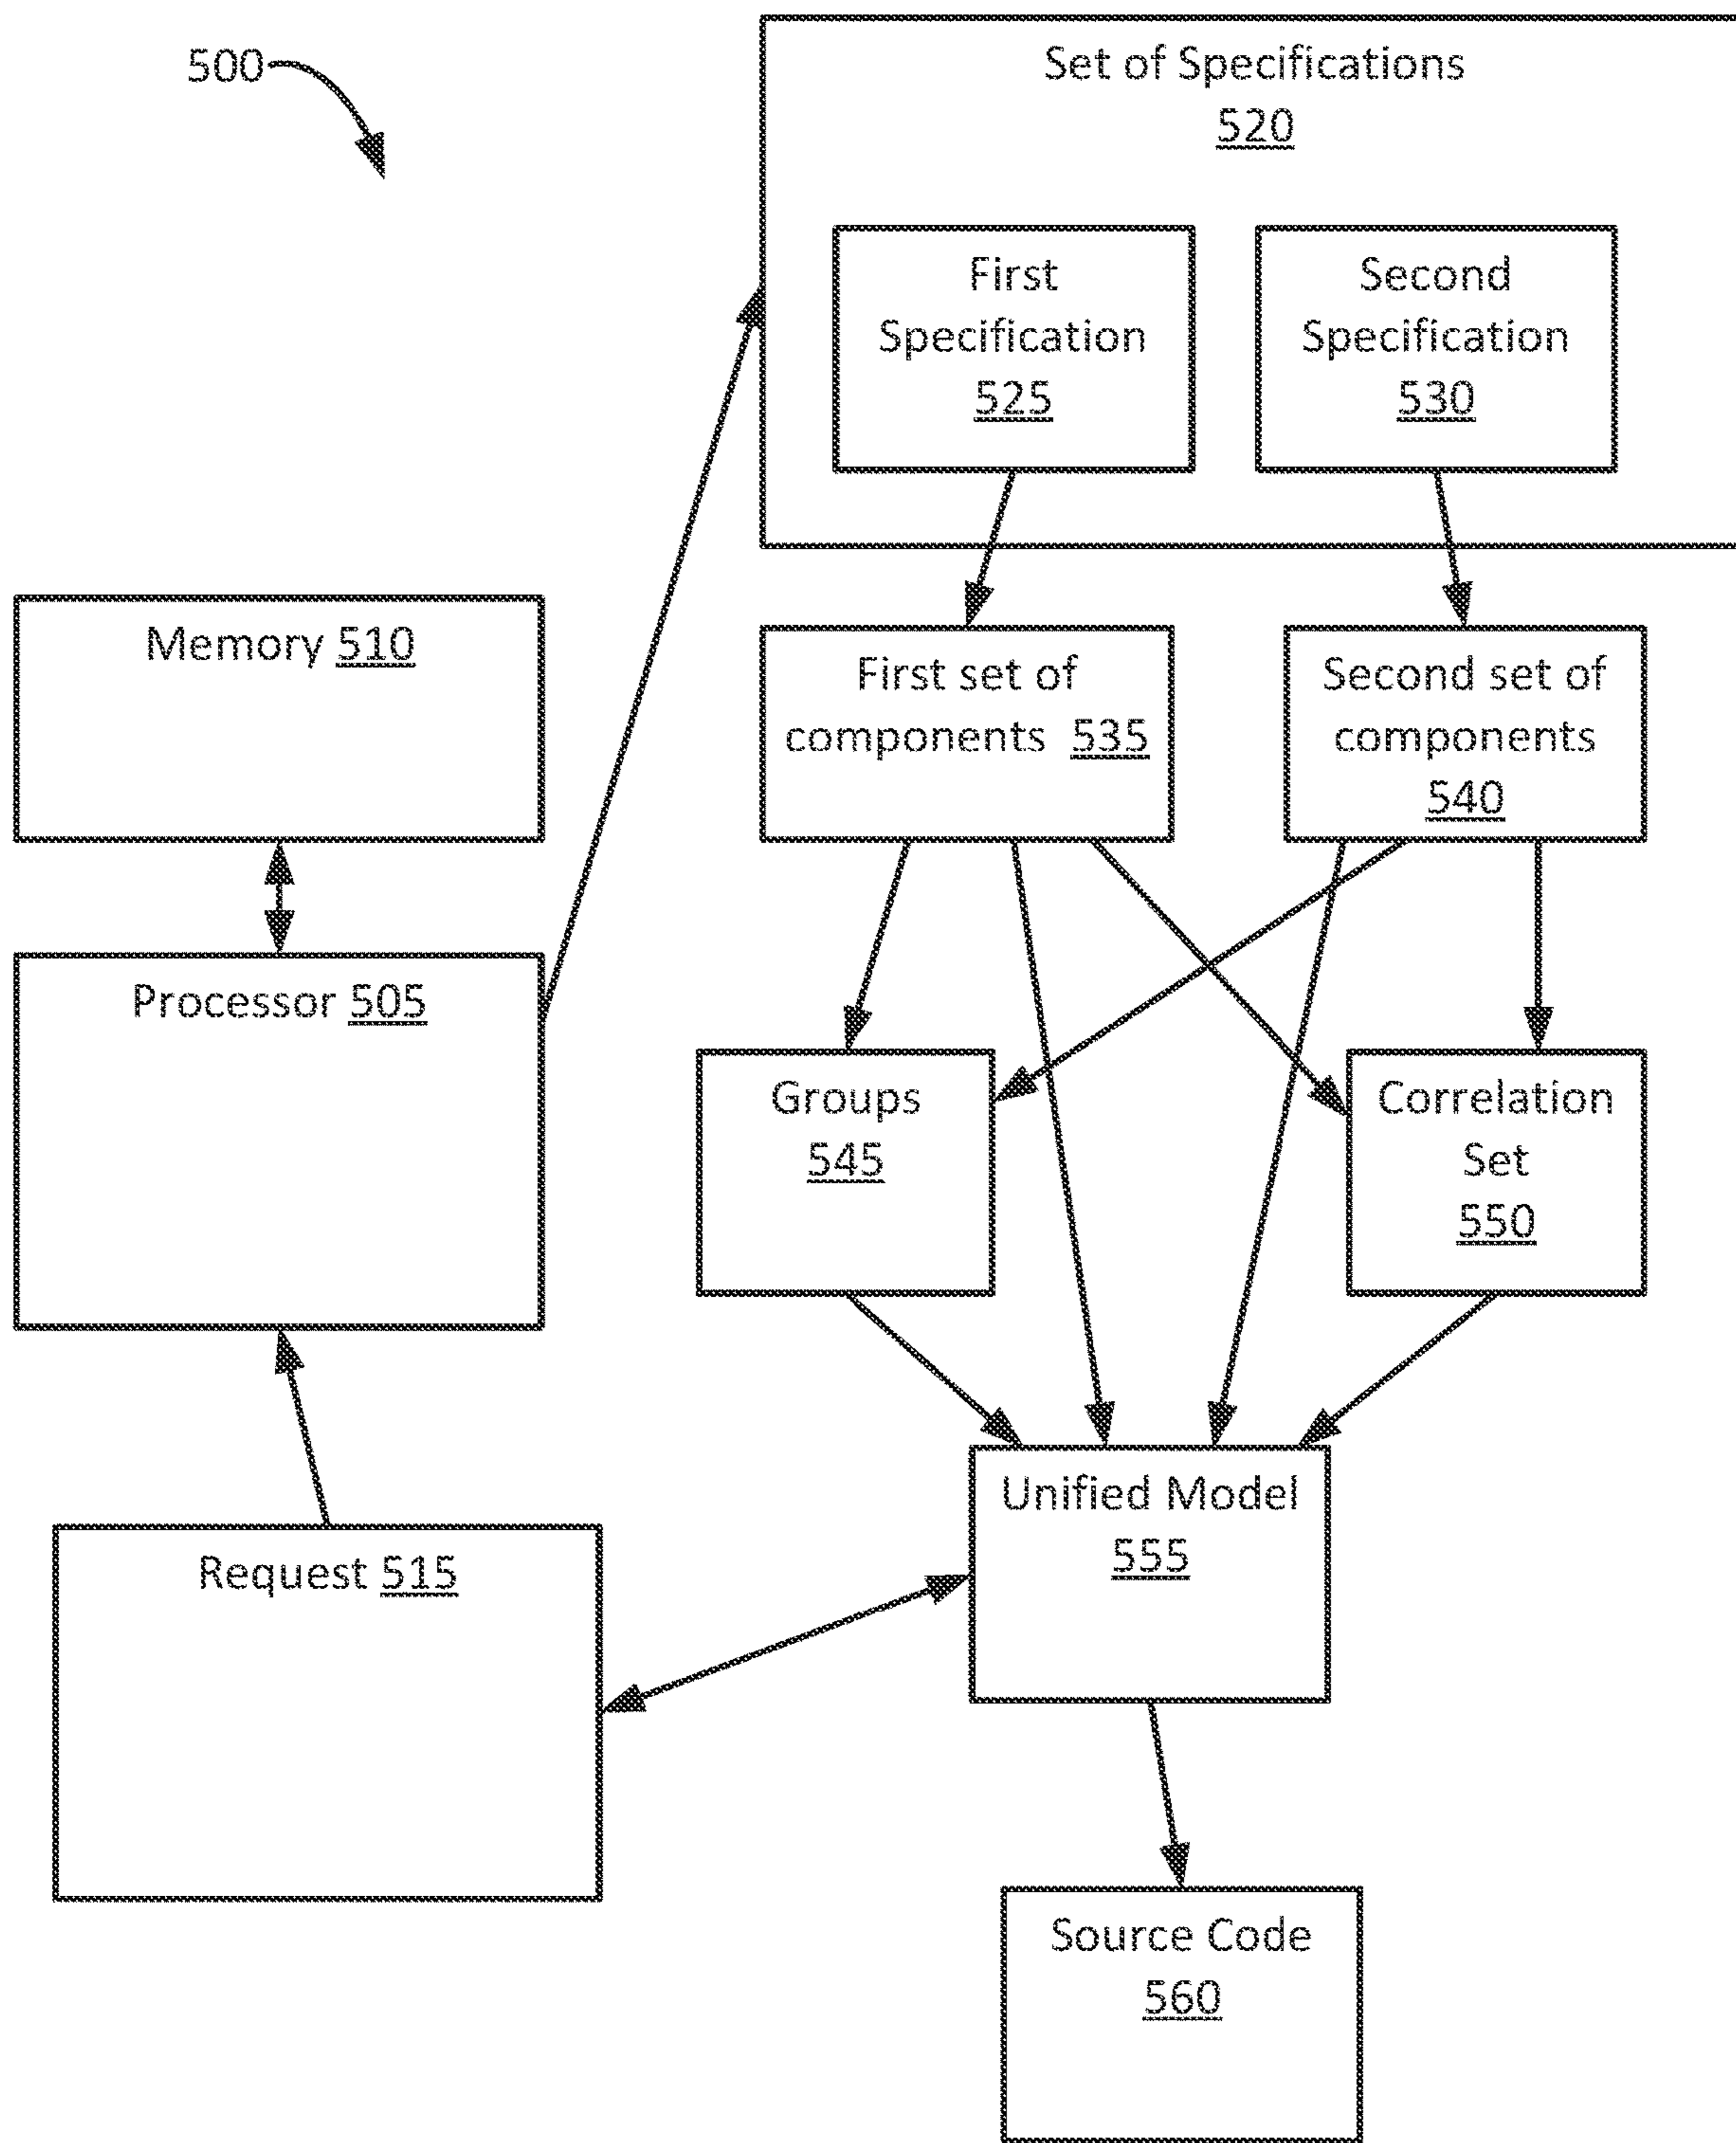 500
Set of Specifications
520
First
Specification
525
Second
Specification
530
Memory 510
First set of
components 535
Second set of
components
540
Processor 505
Groups
545
Correlation
Set
550
Request 515
Unified Model
555
Source Code
560